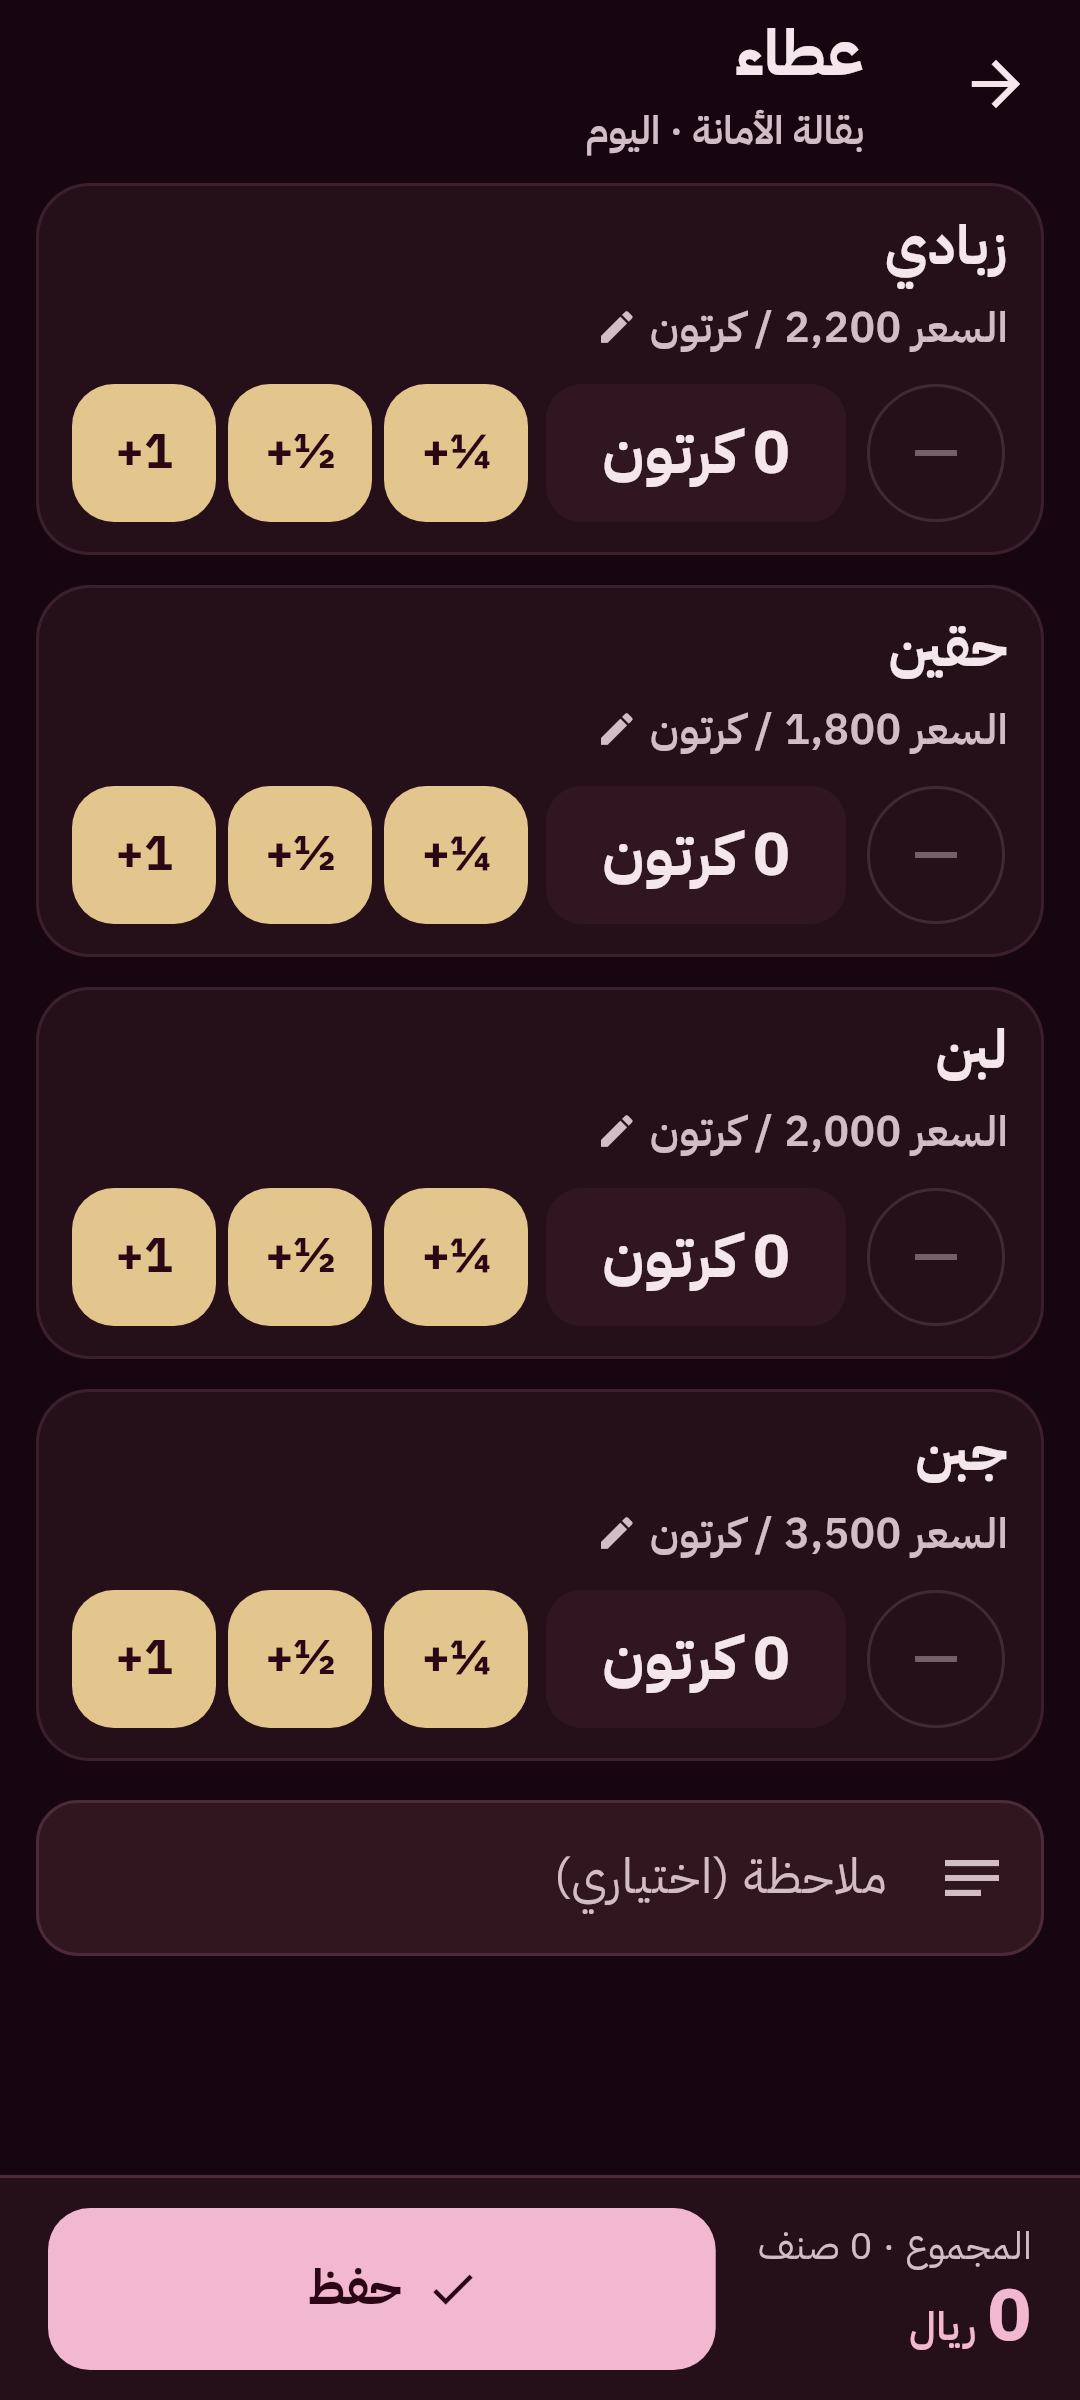 عطاء
بقالة الأمانة · اليوم
زبادي
السعر 2,200 / كرتون
0 كرتون +¼ +½ +1
حقين
السعر 1,800 / كرتون
0 كرتون +¼ +½ +1
لبن
السعر 2,000 / كرتون
0 كرتون +¼ +½ +1
جبن
السعر 3,500 / كرتون
0 كرتون +¼ +½ +1
ملاحظة (اختياري)
المجموع · 0 صنف
0 ريال
حفظ